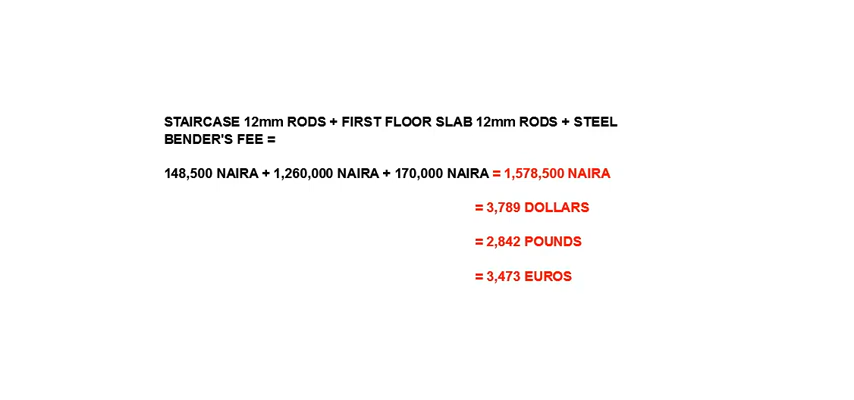 STAIRCASE 12mm RODS + FIRST FLOOR SLAB 12mm RODS + STEEL
BENDER'S FEE =
148,500 NAIRA + 1,260,000 NAIRA + 170,000 NAIRA = 1,578,500 NAIRA
= 3,789 DOLLARS
= 2,842 POUNDS
= 3,473 EUROS